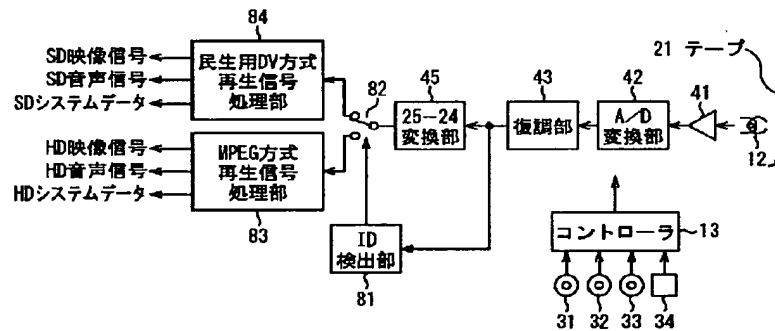 84
SD映像信号
SD音声信号
SDシステムデータ
民生用DV方式
再生信号
処理部
82
45
25-24
変換部
43
復調部
42
A/D
変換部
41
21 テープ
12
HD映像信号
HD音声信号
HDシステムデータ
MPEG方式
再生信号
処理部
83
ID
検出部
81
コントローラ
13
31
32
33
34